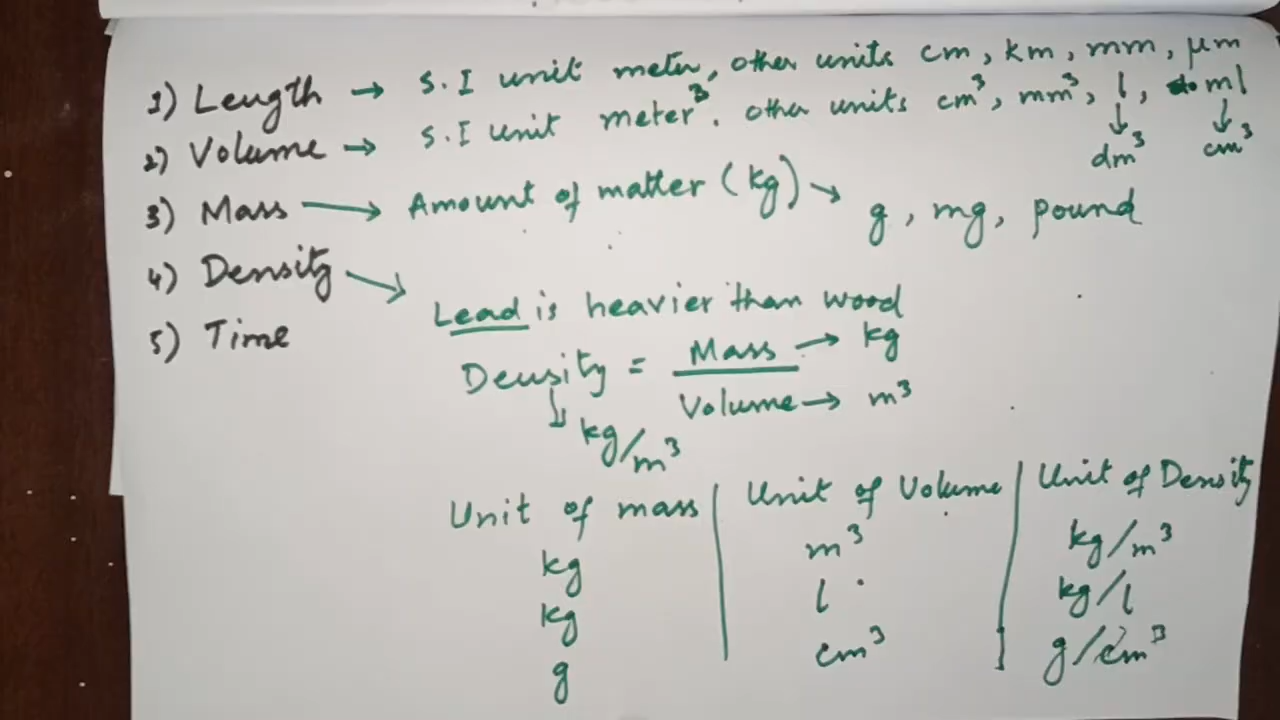 1) Length → S.I unit meter, other units cm, km, mm, μm
2) Volume → S.I unit meter³. other units cm³, mm³, l, ml
↓ dm³ ↓ cm³
3) Mass → Amount of matter (kg) → g, mg, pound
4) Density →
Lead is heavier than wood
5) Time
Density = Mass → kg
Volume → m³
↓ kg/m³
Unit of mass | Unit of Volume | Unit of Density
kg | m³ | kg/m³
kg | l | kg/l
g | cm³ | g/cm³